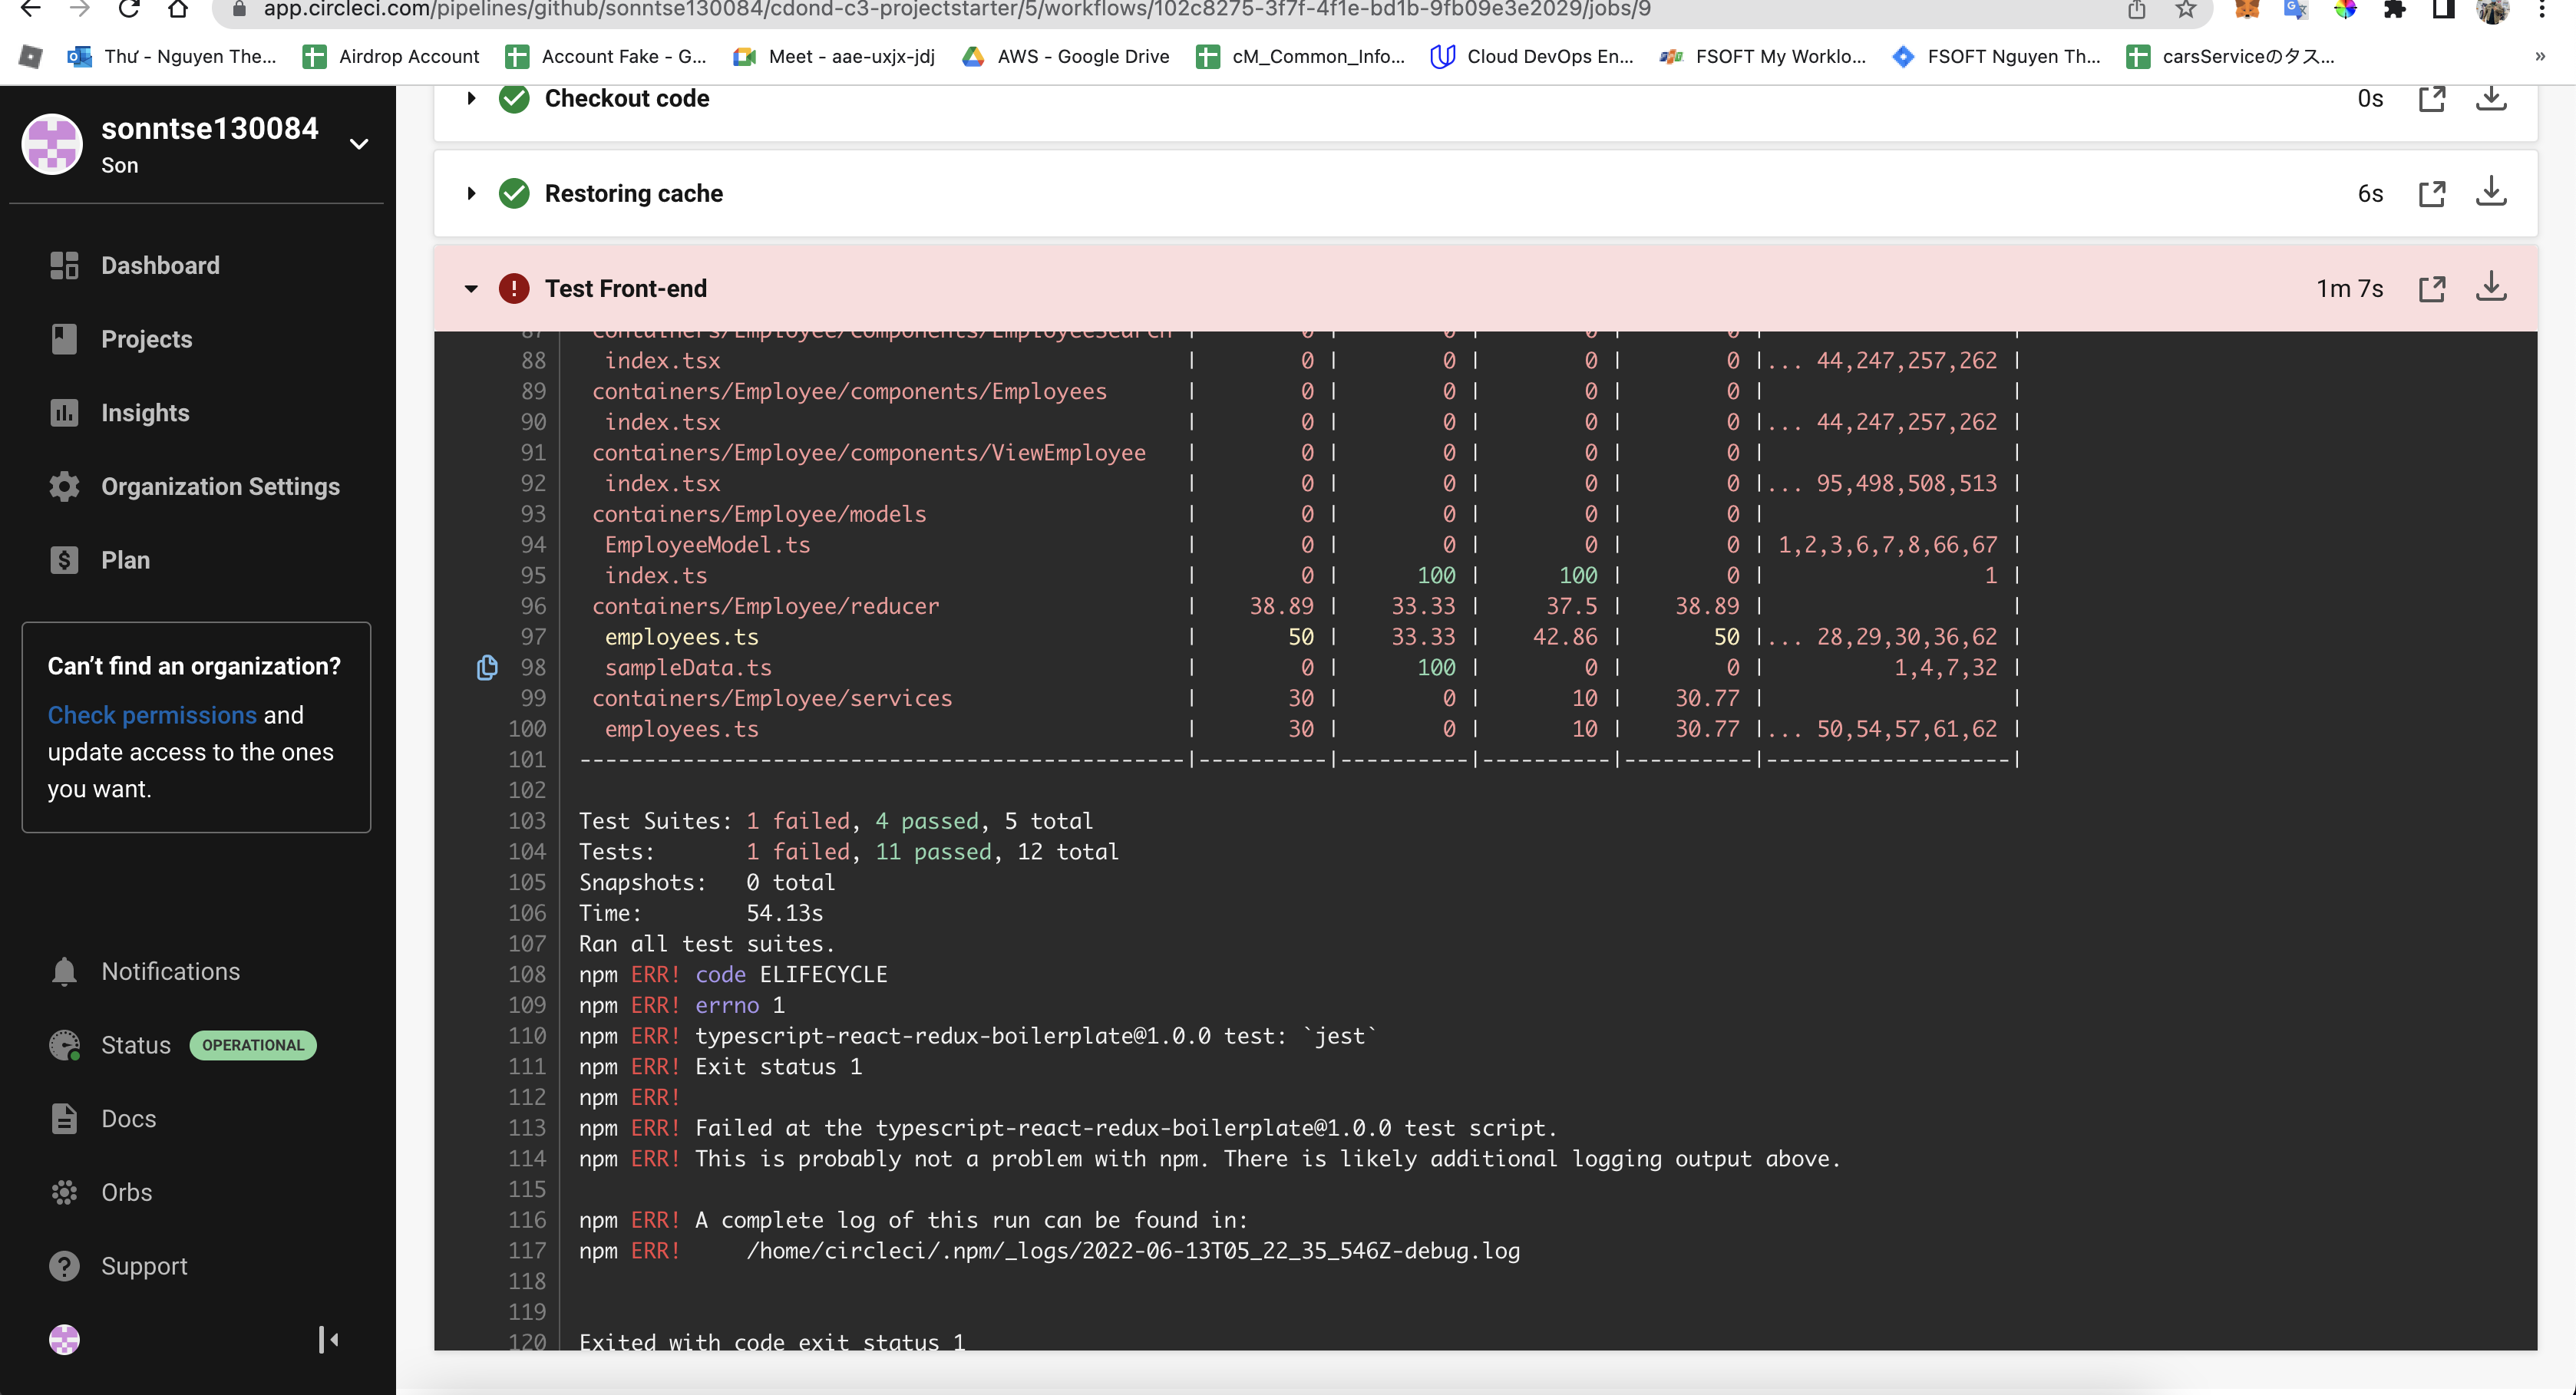 app.circleci.com/pipelines/github/sonntse130084/cdond-c3-projectstarter/5/workflows/102c8275-3f7f-4f1e-bd1b-9fb09e3e2029/jobs/9
Thư - Nguyen The... Airdrop Account Account Fake - G... Meet - aae-uxjx-jdj AWS - Google Drive cM_Common_Info... Cloud DevOps En... FSOFT My Worklo... FSOFT Nguyen Th... carsServiceのタス... »
sonntse130084
Son
Dashboard
Projects
Insights
Organization Settings
Plan
Can’t find an organization?
Check permissions and
update access to the ones
you want.
Notifications
Status OPERATIONAL
Docs
Orbs
Support
Checkout code 0s
Restoring cache 6s
Test Front-end 1m 7s
87 containers/Employee/components/EmployeeSearch | 0 | 0 | 0 | 0 | |
88 index.tsx | 0 | 0 | 0 | 0 |... 44,247,257,262 |
89 containers/Employee/components/Employees | 0 | 0 | 0 | 0 | |
90 index.tsx | 0 | 0 | 0 | 0 |... 44,247,257,262 |
91 containers/Employee/components/ViewEmployee | 0 | 0 | 0 | 0 | |
92 index.tsx | 0 | 0 | 0 | 0 |... 95,498,508,513 |
93 containers/Employee/models | 0 | 0 | 0 | 0 | |
94 EmployeeModel.ts | 0 | 0 | 0 | 0 | 1,2,3,6,7,8,66,67 |
95 index.ts | 0 | 100 | 100 | 0 | 1 |
96 containers/Employee/reducer | 38.89 | 33.33 | 37.5 | 38.89 | |
97 employees.ts | 50 | 33.33 | 42.86 | 50 |... 28,29,30,36,62 |
98 sampleData.ts | 0 | 100 | 0 | 0 | 1,4,7,32 |
99 containers/Employee/services | 30 | 0 | 10 | 30.77 | |
100 employees.ts | 30 | 0 | 10 | 30.77 |... 50,54,57,61,62 |
101 -----------------------------------------------|----------|----------|----------|----------|-------------------|
102
103 Test Suites: 1 failed, 4 passed, 5 total
104 Tests: 1 failed, 11 passed, 12 total
105 Snapshots: 0 total
106 Time: 54.13s
107 Ran all test suites.
108 npm ERR! code ELIFECYCLE
109 npm ERR! errno 1
110 npm ERR! typescript-react-redux-boilerplate@1.0.0 test: `jest`
111 npm ERR! Exit status 1
112 npm ERR!
113 npm ERR! Failed at the typescript-react-redux-boilerplate@1.0.0 test script.
114 npm ERR! This is probably not a problem with npm. There is likely additional logging output above.
115
116 npm ERR! A complete log of this run can be found in:
117 npm ERR! /home/circleci/.npm/_logs/2022-06-13T05_22_35_546Z-debug.log
118
119
120 Exited with code exit status 1